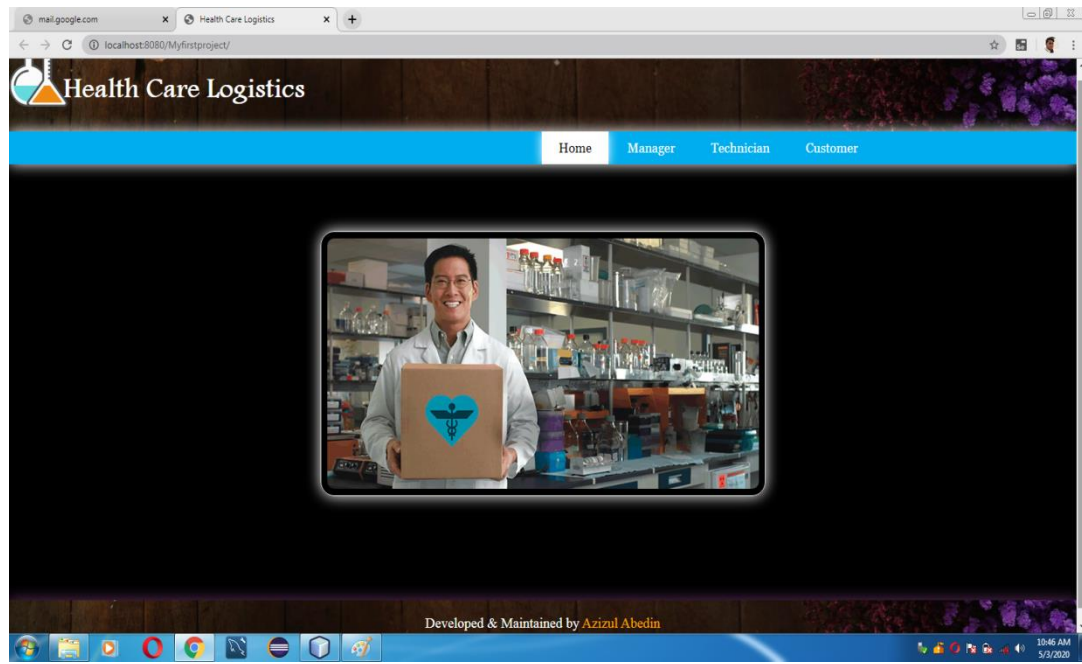 mail.google.com
Health Care Logistics
localhost:8080/Myfirstproject/
Health Care Logistics
Home Manager Technician Customer
Developed & Maintained by Azizul Abedin
10:46 AM
5/3/2020